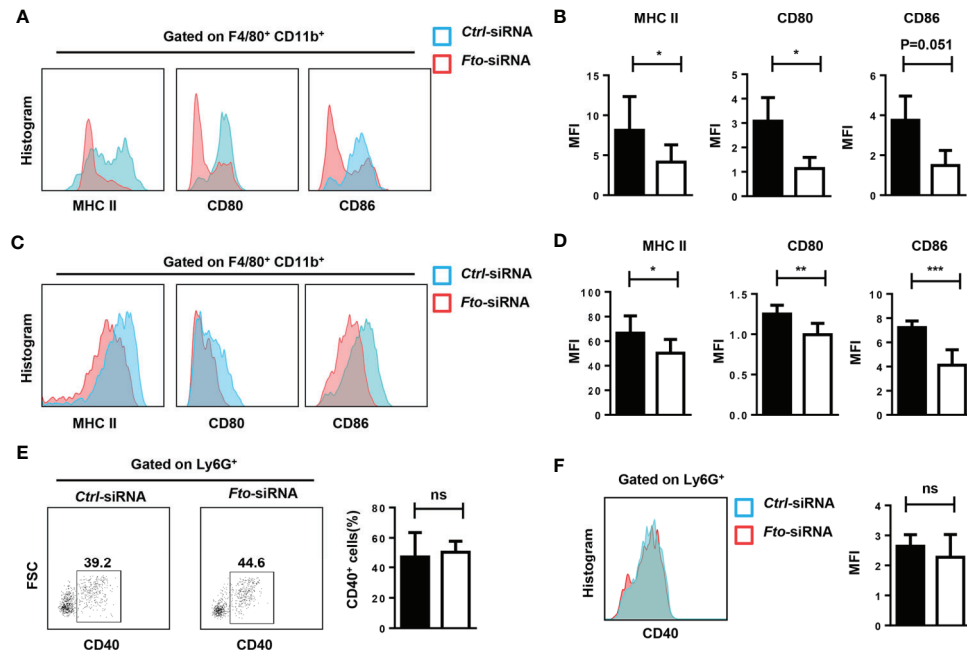 A
Gated on F4/80⁺ CD11b⁺
Ctrl-siRNA
Fto-siRNA
Histogram
MHC II
CD80
CD86
B
MHC II
CD80
CD86
*
*
P=0.051
MFI
15
10
5
0
MFI
5
4
3
2
1
0
MFI
6
4
2
0
C
Gated on F4/80⁺ CD11b⁺
Ctrl-siRNA
Fto-siRNA
Histogram
MHC II
CD80
CD86
D
MHC II
CD80
CD86
*
**
***
MFI
100
80
60
40
20
0
MFI
1.5
1.0
0.5
0.0
MFI
10
8
6
4
2
0
E
Gated on Ly6G⁺
Ctrl-siRNA
Fto-siRNA
FSC
39.2
44.6
CD40
CD40
ns
CD40⁺ cells(%)
80
60
40
20
0
F
Gated on Ly6G⁺
Ctrl-siRNA
Fto-siRNA
Histogram
CD40
ns
MFI
4
3
2
1
0